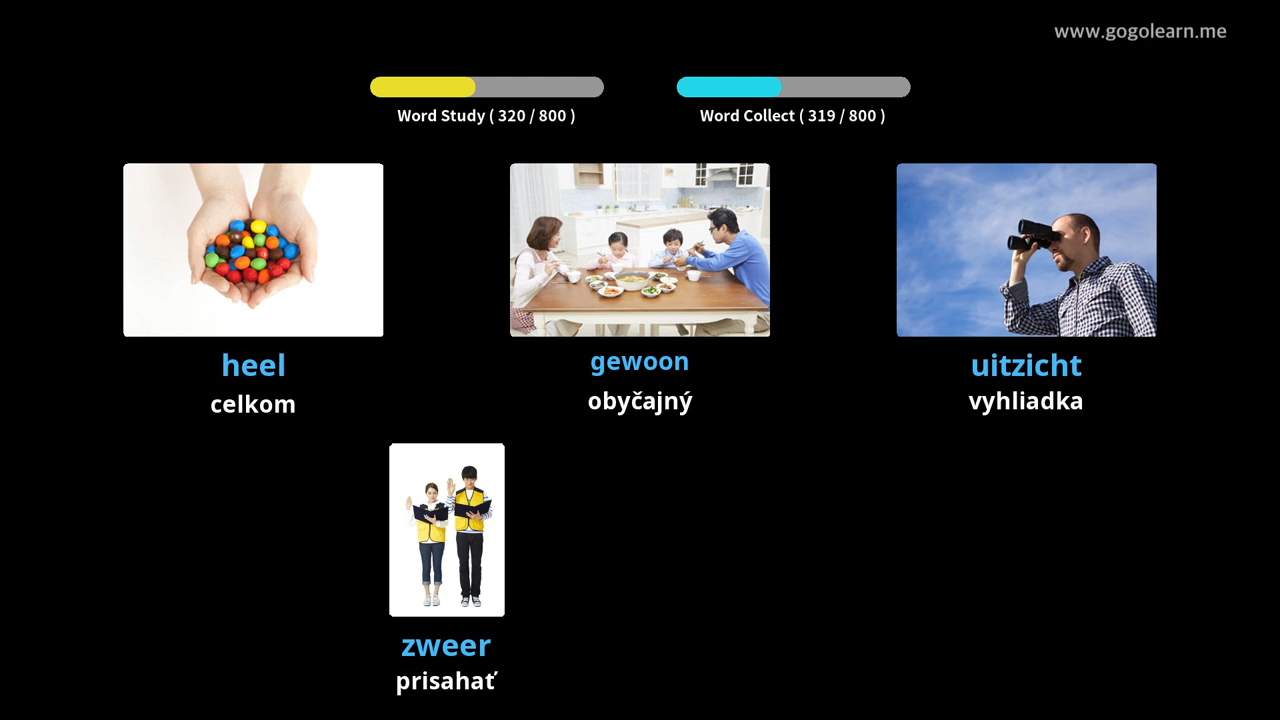 www.gogolearn.me
Word Study ( 320 / 800 )
Word Collect ( 319 / 800 )
heel
celkom
gewoon
obyčajný
uitzicht
vyhliadka
zweer
prisahať